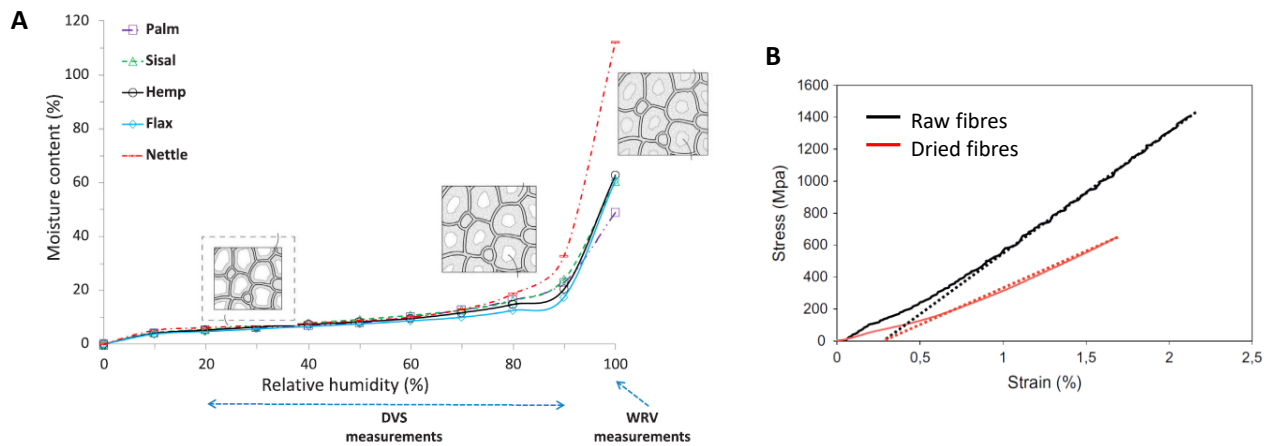 A
120
100
80
60
40
20
0
Moisture content (%)
Palm
Sisal
Hemp
Flax
Nettle
0 20 40 60 80 100
Relative humidity (%)
DVS
measurements
WRV
measurements
B
1600
1400
1200
1000
800
600
400
200
0
Stress (Mpa)
Raw fibres
Dried fibres
0 0,5 1 1,5 2 2,5
Strain (%)